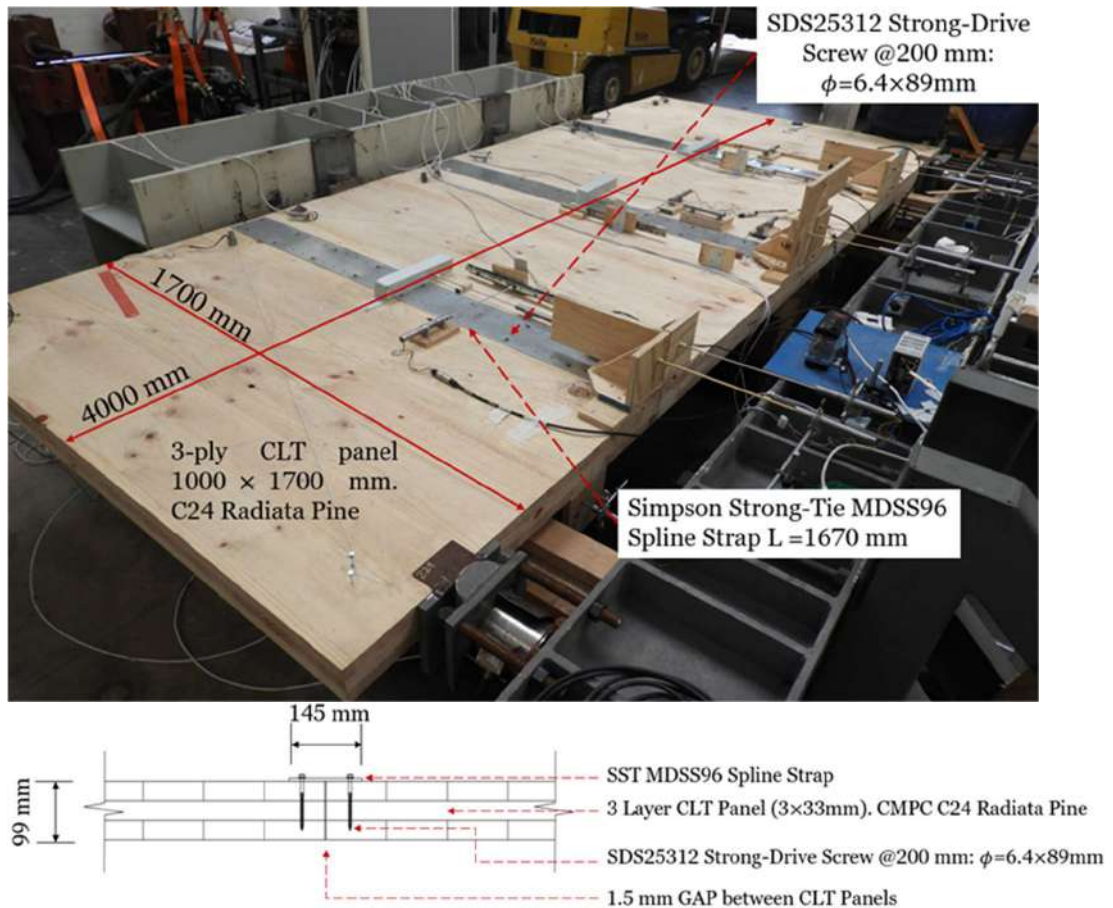 SDS25312 Strong-Drive
Screw @200 mm:
ϕ=6.4×89mm
1700 mm
4000 mm
3-ply CLT panel
1000 × 1700 mm.
C24 Radiata Pine
Simpson Strong-Tie MDSS96
Spline Strap L =1670 mm
145 mm
99 mm
SST MDSS96 Spline Strap
3 Layer CLT Panel (3×33mm). CMPC C24 Radiata Pine
SDS25312 Strong-Drive Screw @200 mm: ϕ=6.4×89mm
1.5 mm GAP between CLT Panels